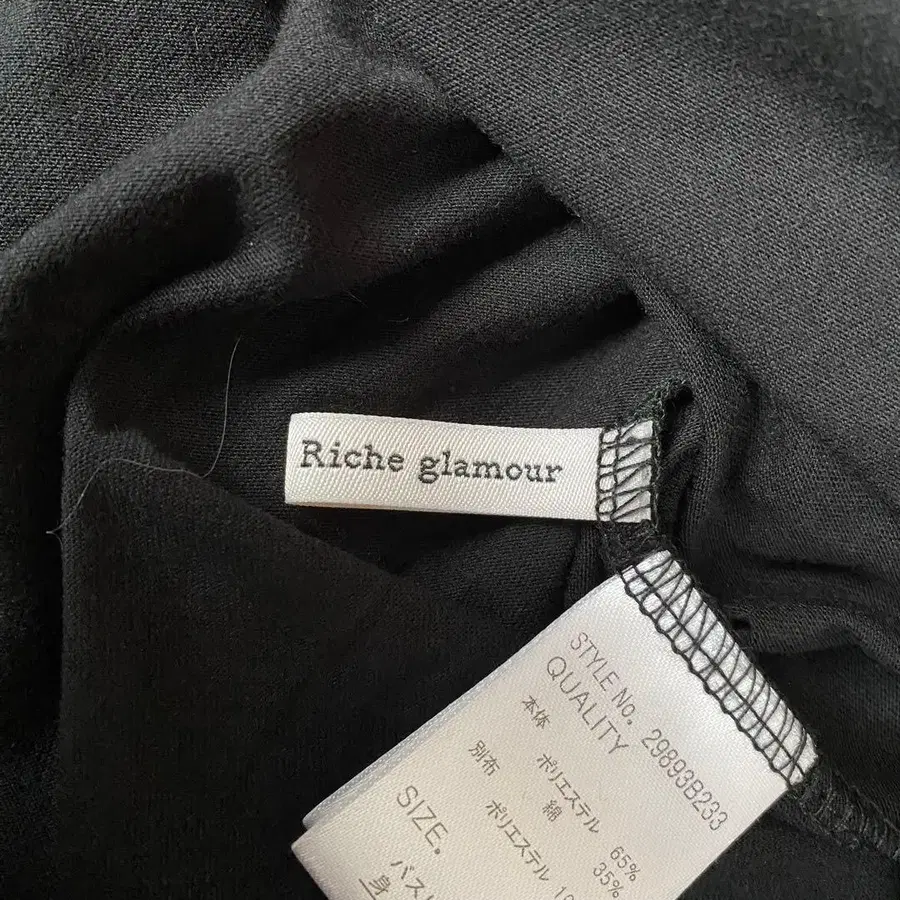 Riche glamour
STYLE No. 29893B233
QUALITY
本体 ポリエステル 65%
綿 35%
別布 ポリエステル
SIZE.